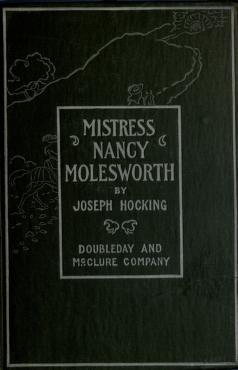 MISTRESS
NANCY
MOLESWORTH
BY
JOSEPH HOCKING
DOUBLEDAY AND
McCLURE COMPANY